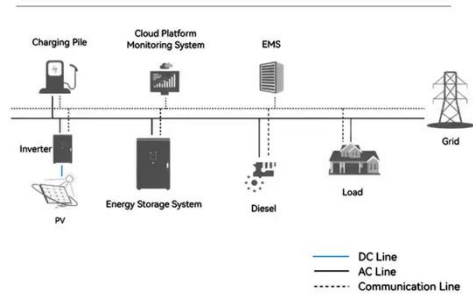 Charging Pile
Cloud Platform
Monitoring System
EMS
Grid
Inverter
PV
Energy Storage System
Diesel
Load
DC Line
AC Line
Communication Line